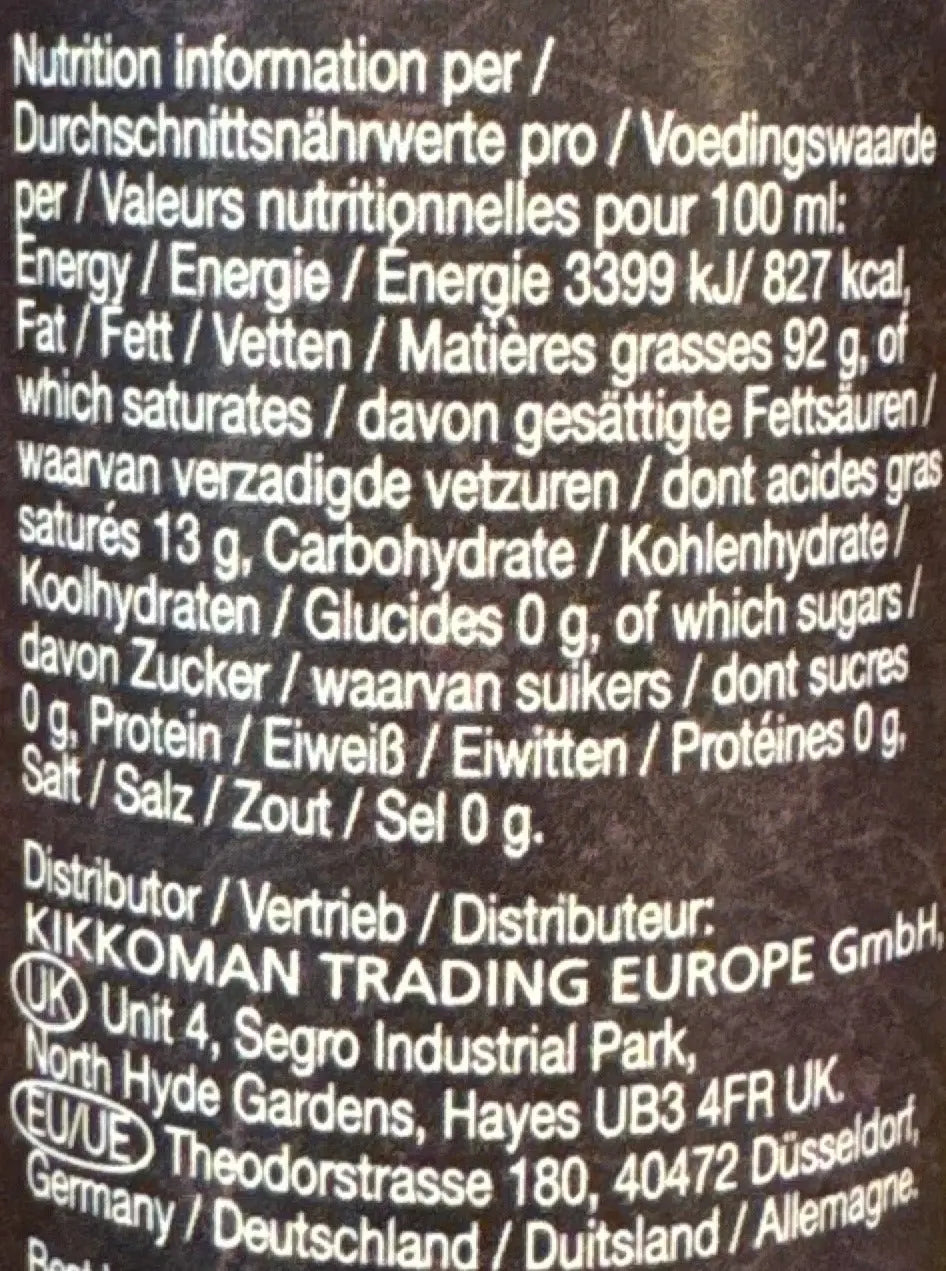 Nutrition information per /
Durchschnittsnährwerte pro / Voedingswaarde
per / Valeurs nutritionnelles pour 100 ml:
Energy / Energie / Énergie 3399 kJ/ 827 kcal,
Fat / Fett / Vetten / Matières grasses 92 g, of
which saturates / davon gesättigte Fettsäuren /
waarvan verzadigde vetzuren / dont acides gras
saturés 13 g, Carbohydrate / Kohlenhydrate /
Koolhydraten / Glucides 0 g, of which sugars /
davon Zucker / waarvan suikers / dont sucres
0 g, Protein / Eiweiß / Eiwitten / Protéines 0 g,
Salt / Salz / Zout / Sel 0 g.
Distributor / Vertrieb / Distributeur:
KIKKOMAN TRADING EUROPE GmbH,
UK Unit 4, Segro Industrial Park,
North Hyde Gardens, Hayes UB3 4FR UK.
EU/UE Theodorstrasse 180, 40472 Düsseldorf,
Germany / Deutschland / Duitsland / Allemagne.